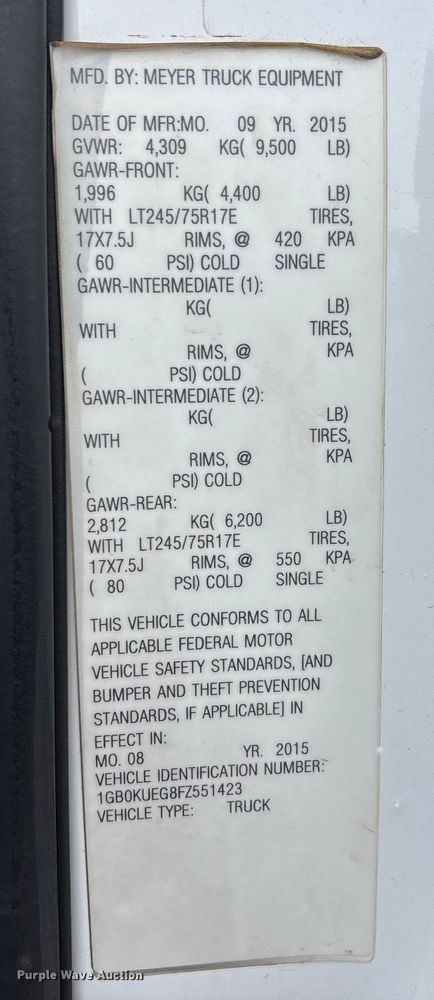 MFD. BY: MEYER TRUCK EQUIPMENT
DATE OF MFR:MO. 09 YR. 2015
GVWR: 4,309 KG( 9,500 LB)
GAWR-FRONT:
1,996 KG( 4,400 LB)
WITH LT245/75R17E TIRES,
17X7.5J RIMS, @ 420 KPA
( 60 PSI) COLD SINGLE
GAWR-INTERMEDIATE (1):
KG( LB)
WITH TIRES,
RIMS, @ KPA
( PSI) COLD
GAWR-INTERMEDIATE (2):
KG( LB)
WITH TIRES,
RIMS, @ KPA
( PSI) COLD
GAWR-REAR:
2,812 KG( 6,200 LB)
WITH LT245/75R17E TIRES,
17X7.5J RIMS, @ 550 KPA
( 80 PSI) COLD SINGLE
THIS VEHICLE CONFORMS TO ALL
APPLICABLE FEDERAL MOTOR
VEHICLE SAFETY STANDARDS, [AND
BUMPER AND THEFT PREVENTION
STANDARDS, IF APPLICABLE] IN
EFFECT IN:
MO. 08 YR. 2015
VEHICLE IDENTIFICATION NUMBER:
1GB0KUEG8FZ551423
VEHICLE TYPE: TRUCK
Purple Wave Auction